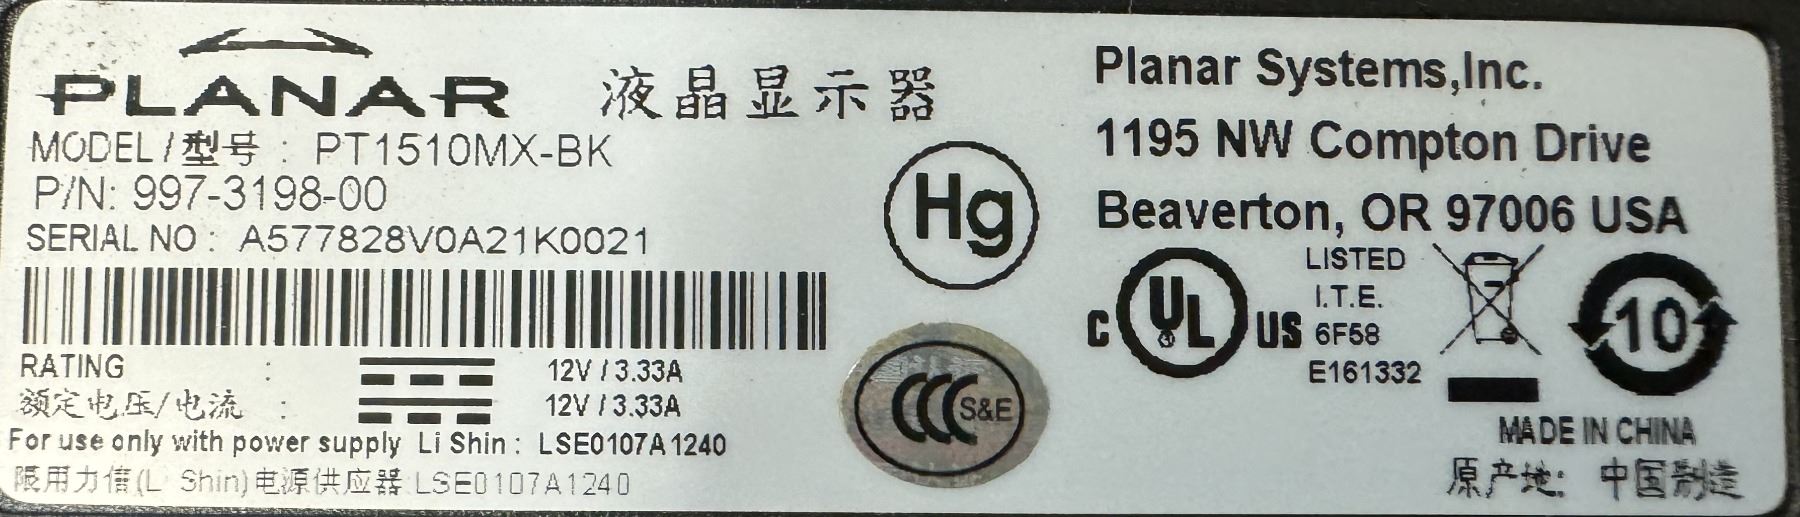 PLANAR 液晶显示器
MODEL / 型号 : PT1510MX-BK
P/N: 997-3198-00
SERIAL NO : A577828V0A21K0021
RATING : 12V / 3.33A
额定电压/电流 : 12V / 3.33A
For use only with power supply Li Shin : LSE0107A1240
限用力信(Li Shin)电源供应器 LSE0107A1240
Hg
CCC S&E
Planar Systems,Inc.
1195 NW Compton Drive
Beaverton, OR 97006 USA
C UL US
LISTED
I.T.E.
6F58
E161332
10
MADE IN CHINA
原产地: 中国制造